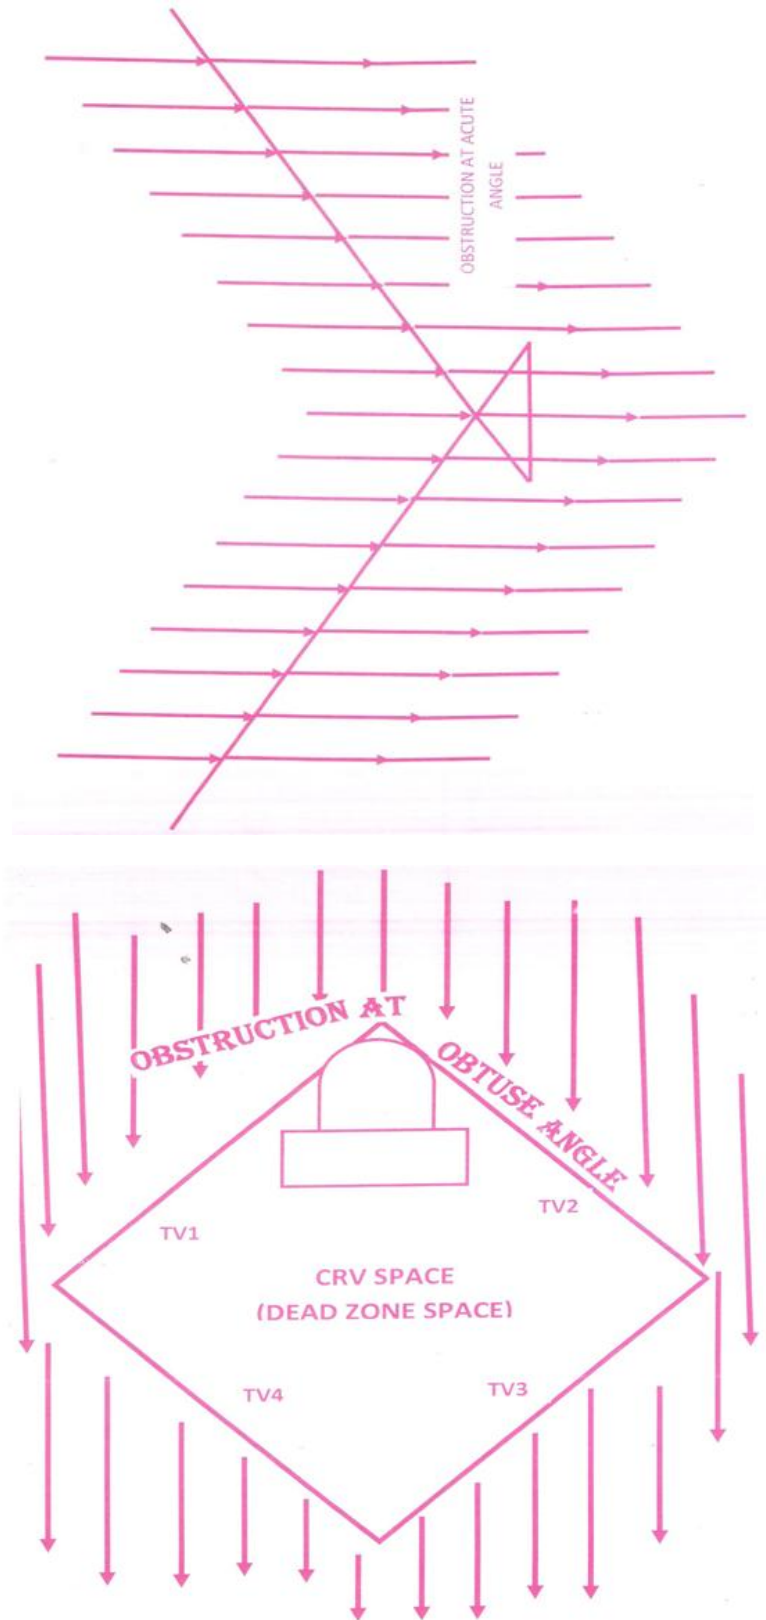 OBSTRUCTION AT ACUTE
ANGLE
OBSTRUCTION AT
OBTUSE ANGLE
TV1
TV2
CRV SPACE
(DEAD ZONE SPACE)
TV4
TV3